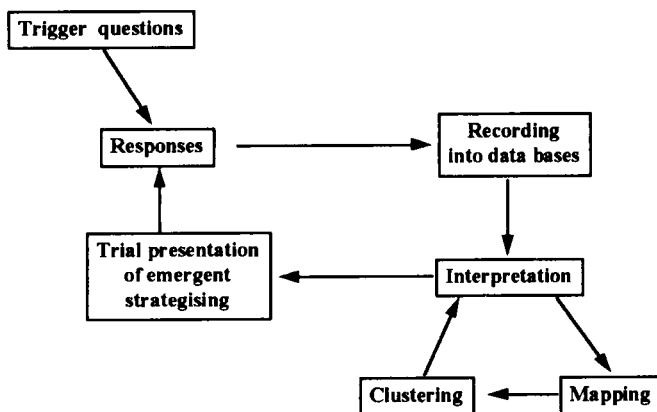 Trigger questions
Responses
Recording
into data bases
Trial presentation
of emergent
strategising
Interpretation
Clustering
Mapping